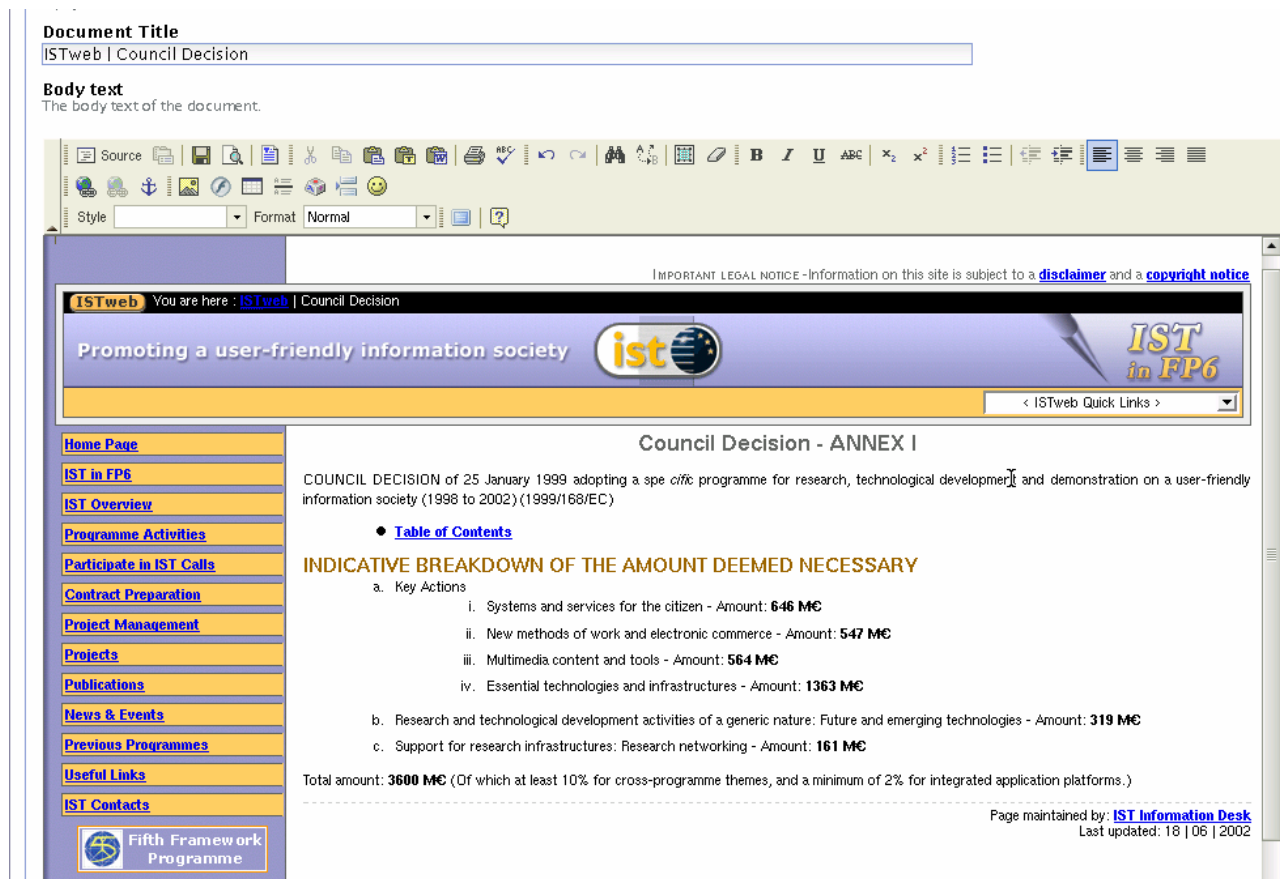 Document Title
ISTweb | Council Decision
Body text
The body text of the document.
Source
Style Format Normal
IMPORTANT LEGAL NOTICE - Information on this site is subject to a disclaimer and a copyright notice
ISTweb You are here : ISTweb | Council Decision
Promoting a user-friendly information society ist IST
in FP6
< ISTweb Quick Links >
Home Page
IST in FP6
IST Overview
Programme Activities
Participate in IST Calls
Contract Preparation
Project Management
Projects
Publications
News & Events
Previous Programmes
Useful Links
IST Contacts
Fifth Framework
Programme
Council Decision - ANNEX I
COUNCIL DECISION of 25 January 1999 adopting a spe cific programme for research, technological development and demonstration on a user-friendly
information society (1998 to 2002) (1999/168/EC)
● Table of Contents
INDICATIVE BREAKDOWN OF THE AMOUNT DEEMED NECESSARY
a. Key Actions
i. Systems and services for the citizen - Amount: 646 M€
ii. New methods of work and electronic commerce - Amount: 547 M€
iii. Multimedia content and tools - Amount: 564 M€
iv. Essential technologies and infrastructures - Amount: 1363 M€
b. Research and technological development activities of a generic nature: Future and emerging technologies - Amount: 319 M€
c. Support for research infrastructures: Research networking - Amount: 161 M€
Total amount: 3600 M€ (Of which at least 10% for cross-programme themes, and a minimum of 2% for integrated application platforms.)
Page maintained by: IST Information Desk
Last updated: 18 | 06 | 2002